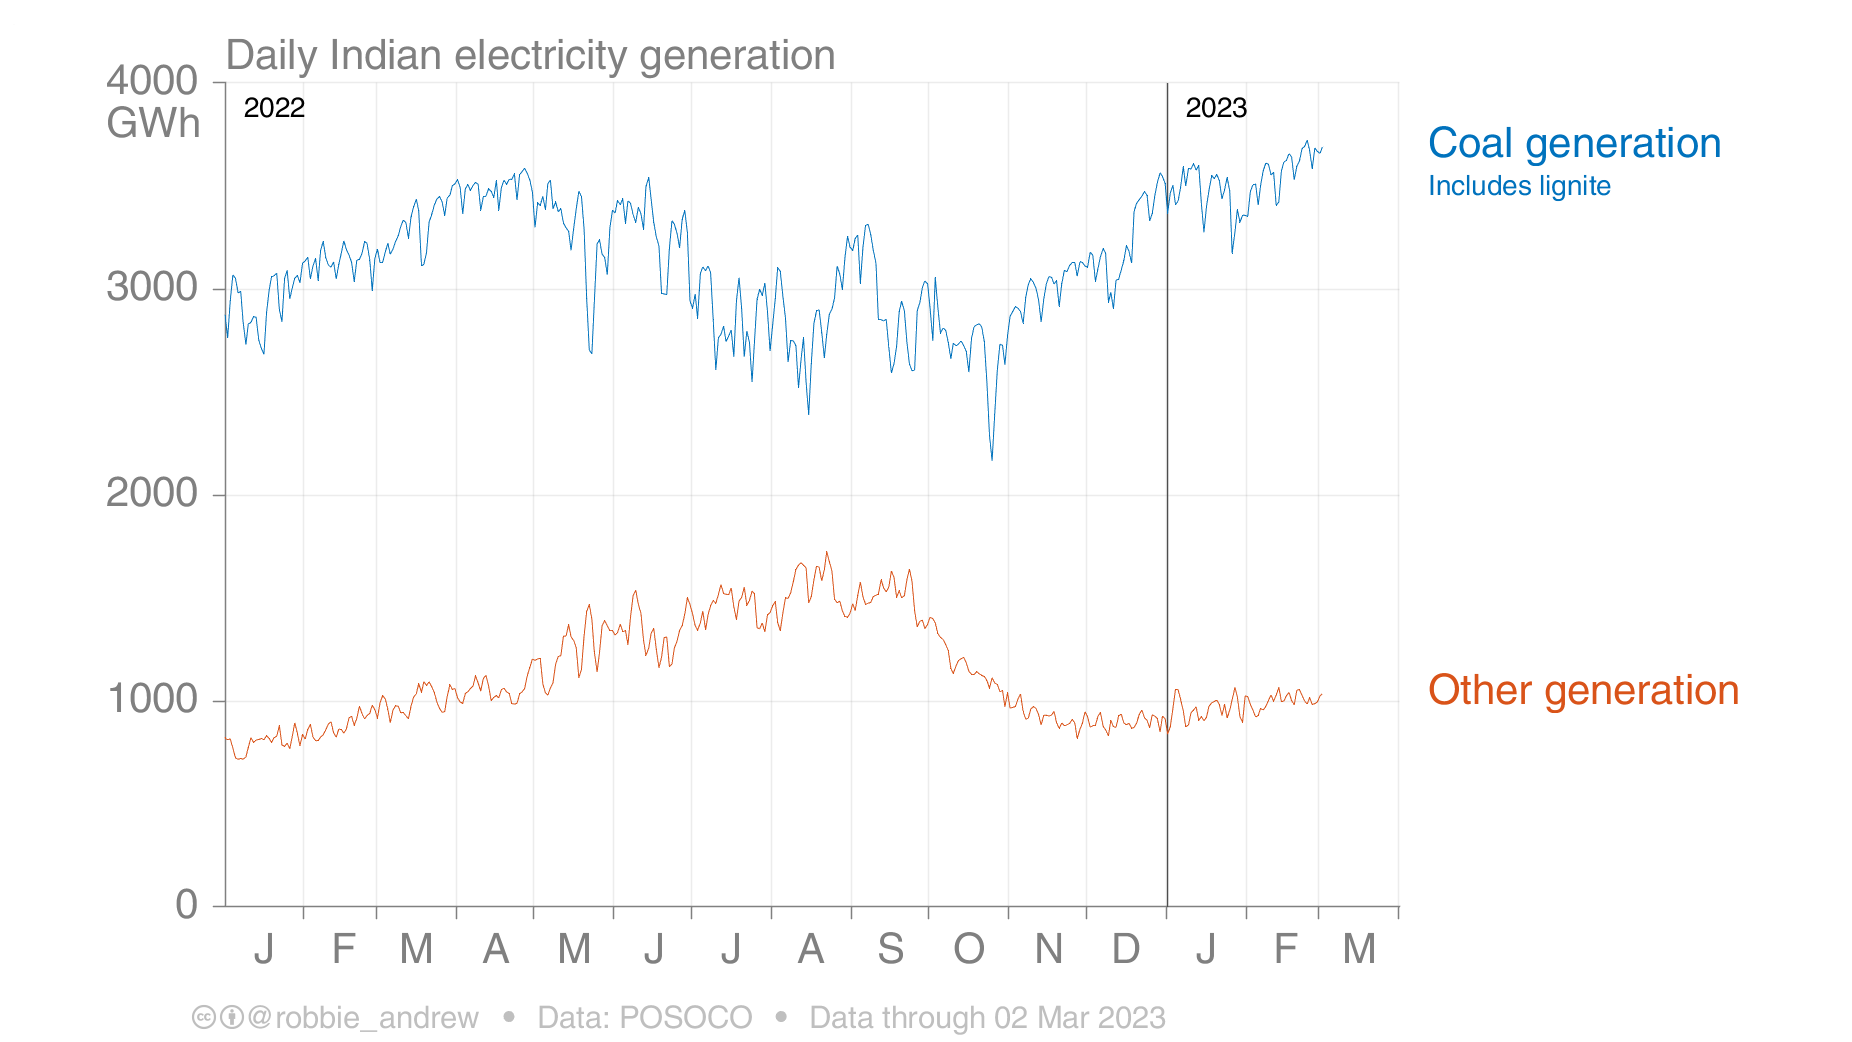 Daily Indian electricity generation
4000
GWh
2022
2023
Coal generation
Includes lignite
3000
2000
1000
Other generation
0
J F M A M J J A S O N D J F M
@robbie_andrew • Data: POSOCO • Data through 02 Mar 2023